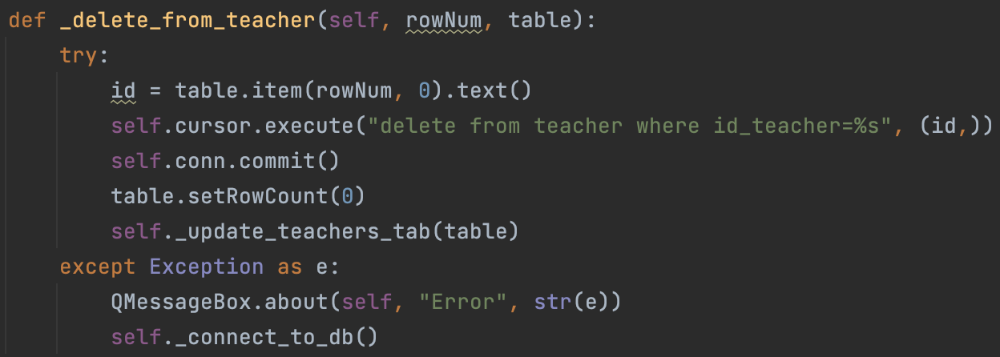 def _delete_from_teacher(self, rowNum, table):
    try:
        id = table.item(rowNum, 0).text()
        self.cursor.execute("delete from teacher where id_teacher=%s", (id,))
        self.conn.commit()
        table.setRowCount(0)
        self._update_teachers_tab(table)
    except Exception as e:
        QMessageBox.about(self, "Error", str(e))
        self._connect_to_db()